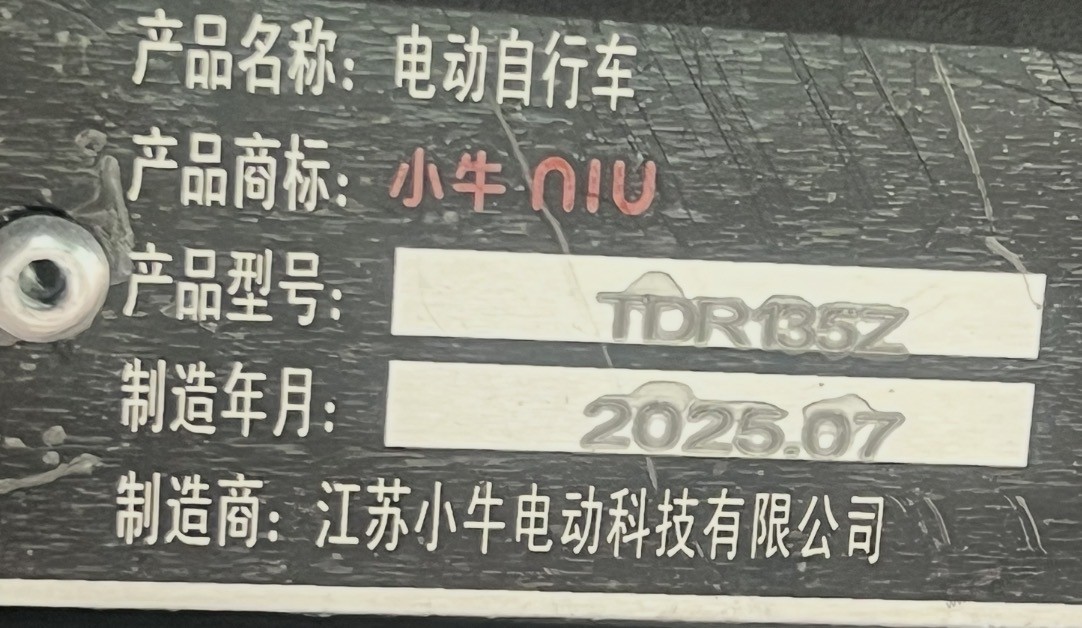 产品名称：电动自行车
产品商标：小牛 niu
产品型号：TDR135Z
制造年月：2025.07
制造商：江苏小牛电动科技有限公司